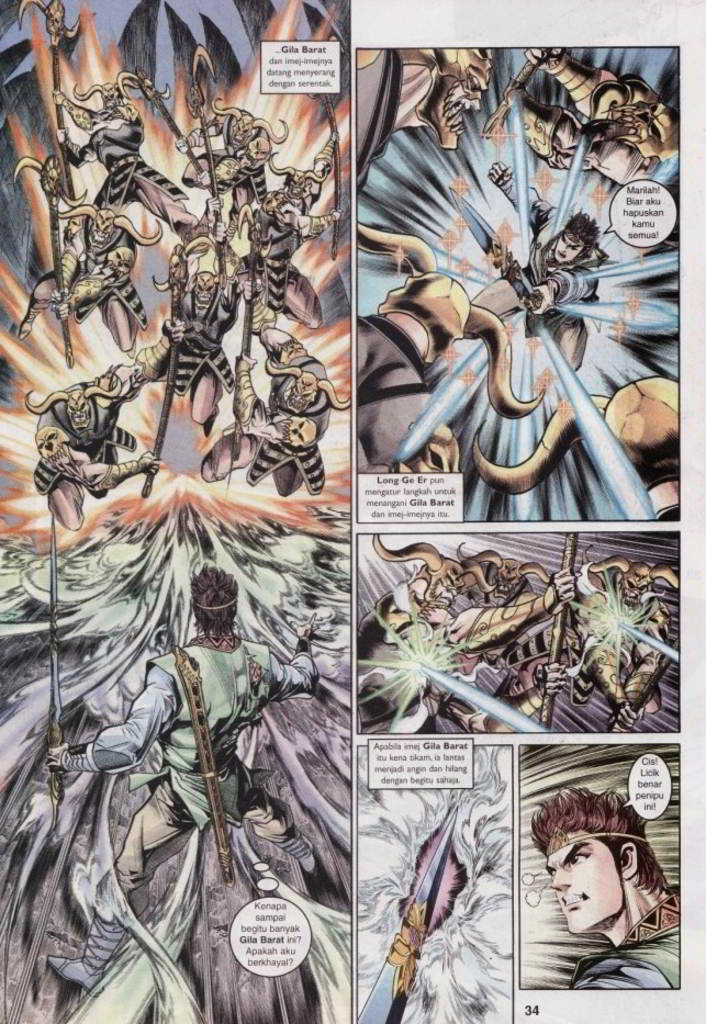 ...Gila Barat
dan imej-imejnya
datang menyerang
dengan serentak.
Kenapa
sampai
begitu banyak
Gila Barat ini?
Apakah aku
berkhayal?
Marilah!
Biar aku
hapuskan
kamu
semua!
Long Ge Er pun
mengatur langkah untuk
menangani Gila Barat
dan imej-imejnya itu.
Apabila imej Gila Barat
itu kena tikam, ia lantas
menjadi angin dan hilang
dengan begitu sahaja.
Cis!
Licik
benar
penipu
ini!
34